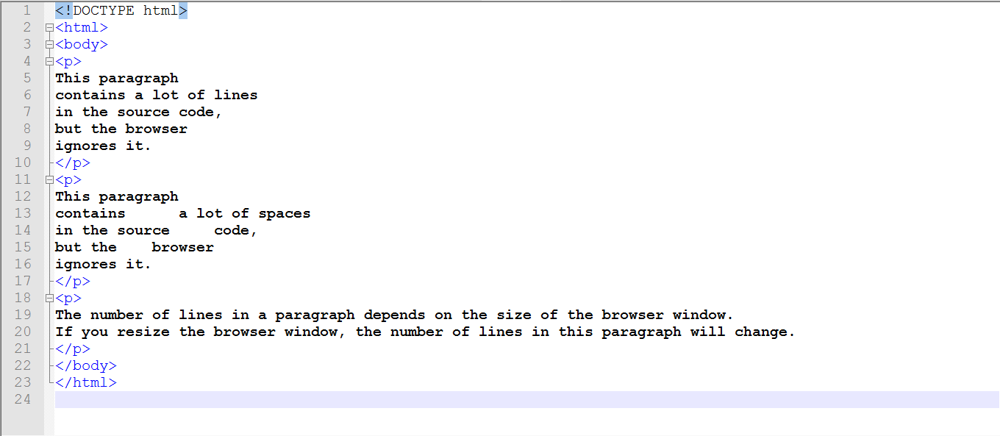 1 <!DOCTYPE html>
2 <html>
3 <body>
4 <p>
5 This paragraph
6 contains a lot of lines
7 in the source code,
8 but the browser
9 ignores it.
10 </p>
11 <p>
12 This paragraph
13 contains      a lot of spaces
14 in the source     code,
15 but the    browser
16 ignores it.
17 </p>
18 <p>
19 The number of lines in a paragraph depends on the size of the browser window.
20 If you resize the browser window, the number of lines in this paragraph will change.
21 </p>
22 </body>
23 </html>
24